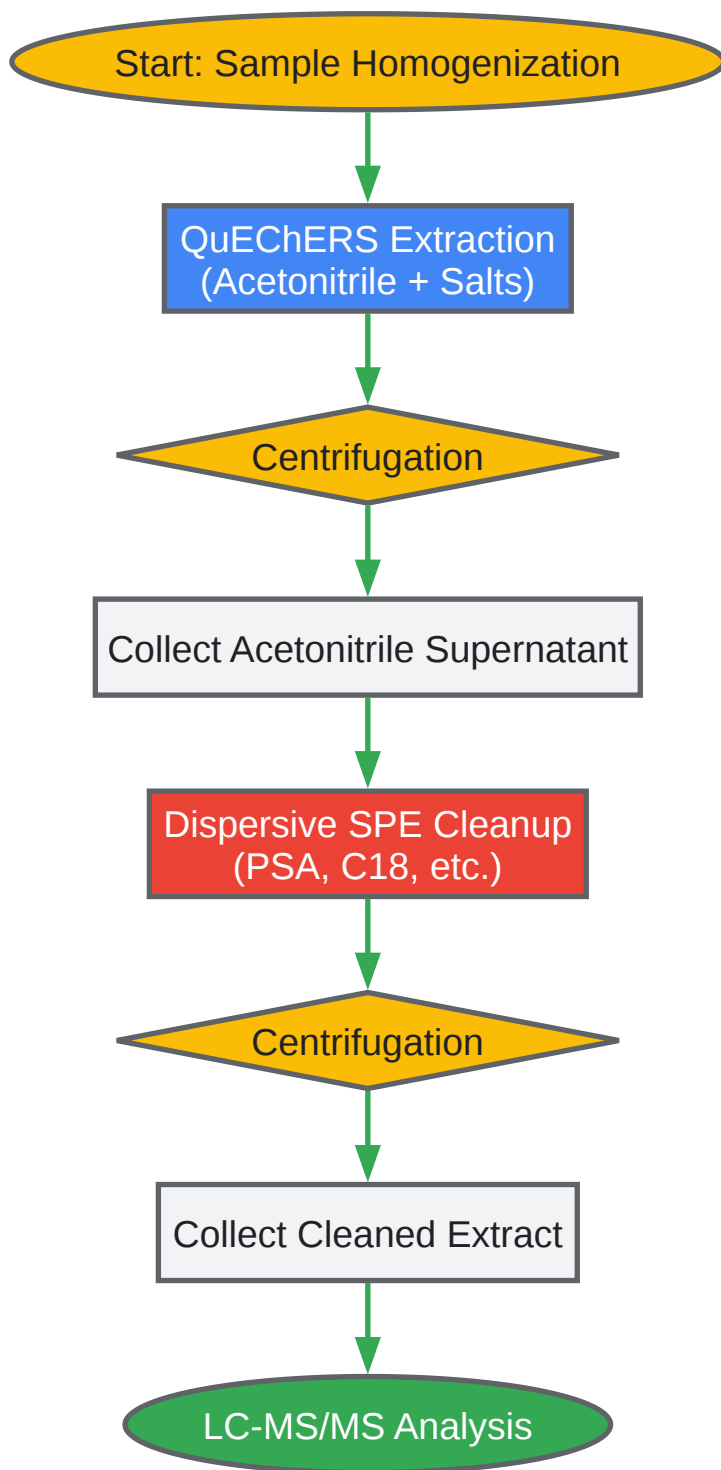 Start: Sample Homogenization
QuEChERS Extraction
(Acetonitrile + Salts)
Centrifugation
Collect Acetonitrile Supernatant
Dispersive SPE Cleanup
(PSA, C18, etc.)
Centrifugation
Collect Cleaned Extract
LC-MS/MS Analysis